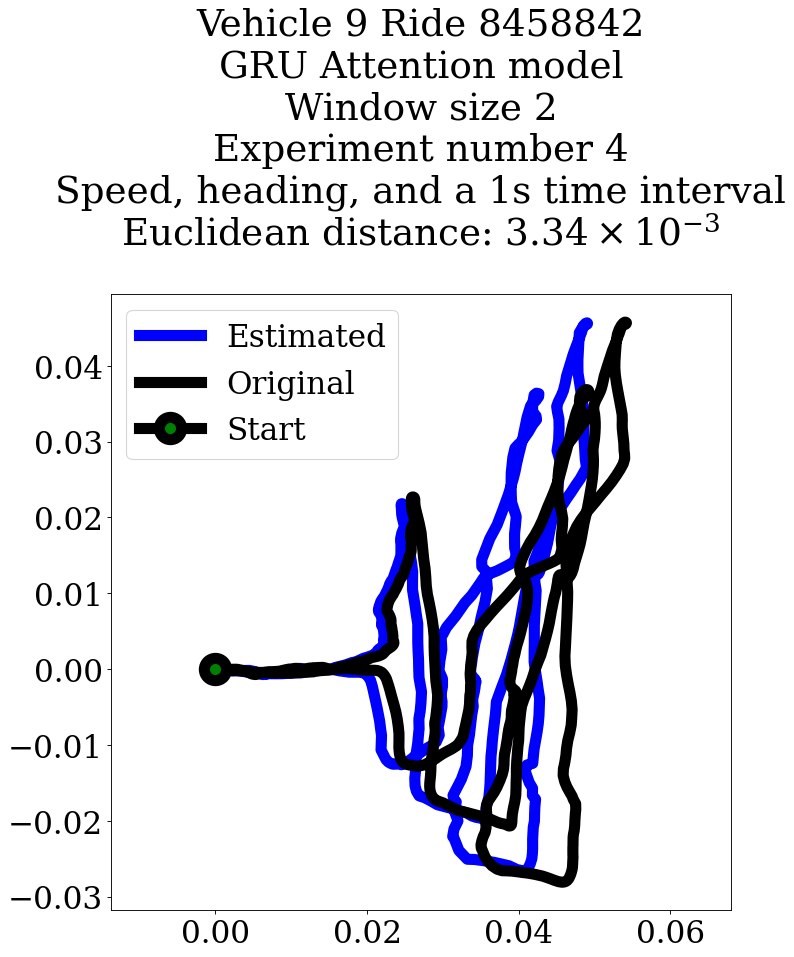 Vehicle 9 Ride 8458842
GRU Attention model
Window size 2
Experiment number 4
Speed, heading, and a 1s time interval
Euclidean distance: 3.34 × 10⁻³
Estimated
Original
Start
0.04
0.03
0.02
0.01
0.00
−0.01
−0.02
−0.03
0.00 0.02 0.04 0.06